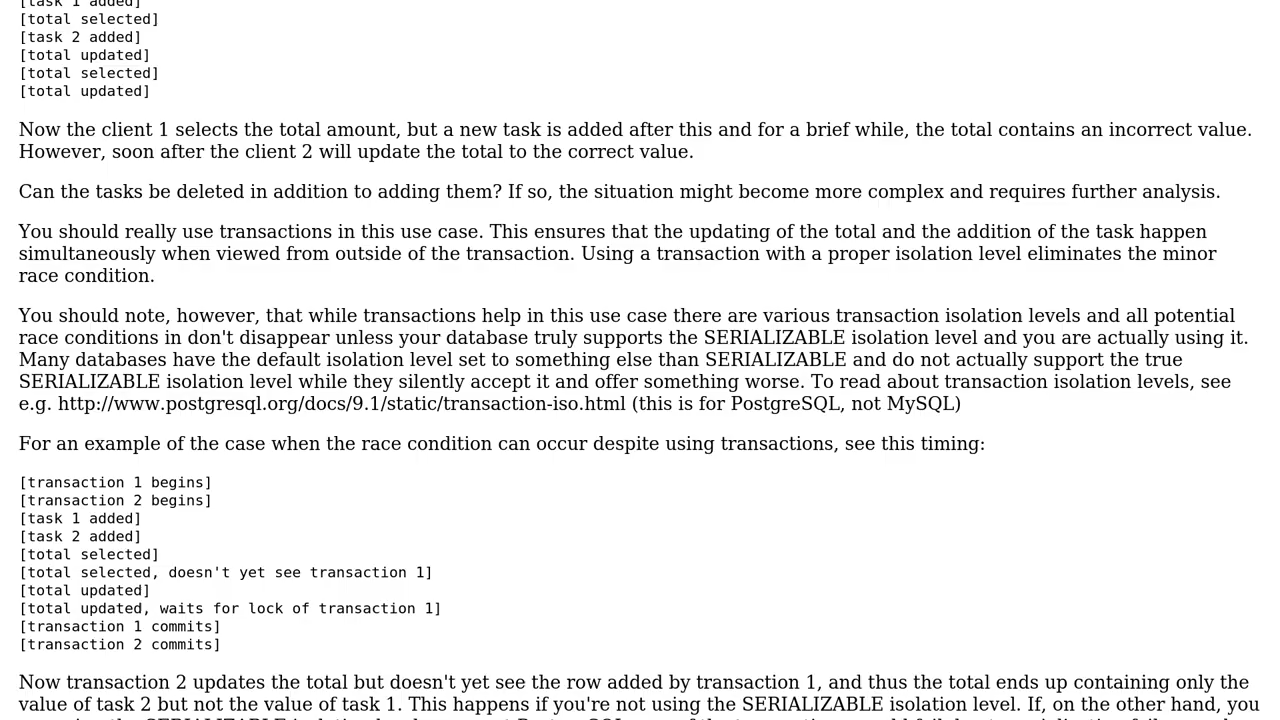 [task 1 added]
[total selected]
[task 2 added]
[total updated]
[total selected]
[total updated]
Now the client 1 selects the total amount, but a new task is added after this and for a brief while, the total contains an incorrect value.
However, soon after the client 2 will update the total to the correct value.
Can the tasks be deleted in addition to adding them? If so, the situation might become more complex and requires further analysis.
You should really use transactions in this use case. This ensures that the updating of the total and the addition of the task happen
simultaneously when viewed from outside of the transaction. Using a transaction with a proper isolation level eliminates the minor
race condition.
You should note, however, that while transactions help in this use case there are various transaction isolation levels and all potential
race conditions in don't disappear unless your database truly supports the SERIALIZABLE isolation level and you are actually using it.
Many databases have the default isolation level set to something else than SERIALIZABLE and do not actually support the true
SERIALIZABLE isolation level while they silently accept it and offer something worse. To read about transaction isolation levels, see
e.g. http://www.postgresql.org/docs/9.1/static/transaction-iso.html (this is for PostgreSQL, not MySQL)
For an example of the case when the race condition can occur despite using transactions, see this timing:
[transaction 1 begins]
[transaction 2 begins]
[task 1 added]
[task 2 added]
[total selected]
[total selected, doesn't yet see transaction 1]
[total updated]
[total updated, waits for lock of transaction 1]
[transaction 1 commits]
[transaction 2 commits]
Now transaction 2 updates the total but doesn't yet see the row added by transaction 1, and thus the total ends up containing only the
value of task 2 but not the value of task 1. This happens if you're not using the SERIALIZABLE isolation level. If, on the other hand, you